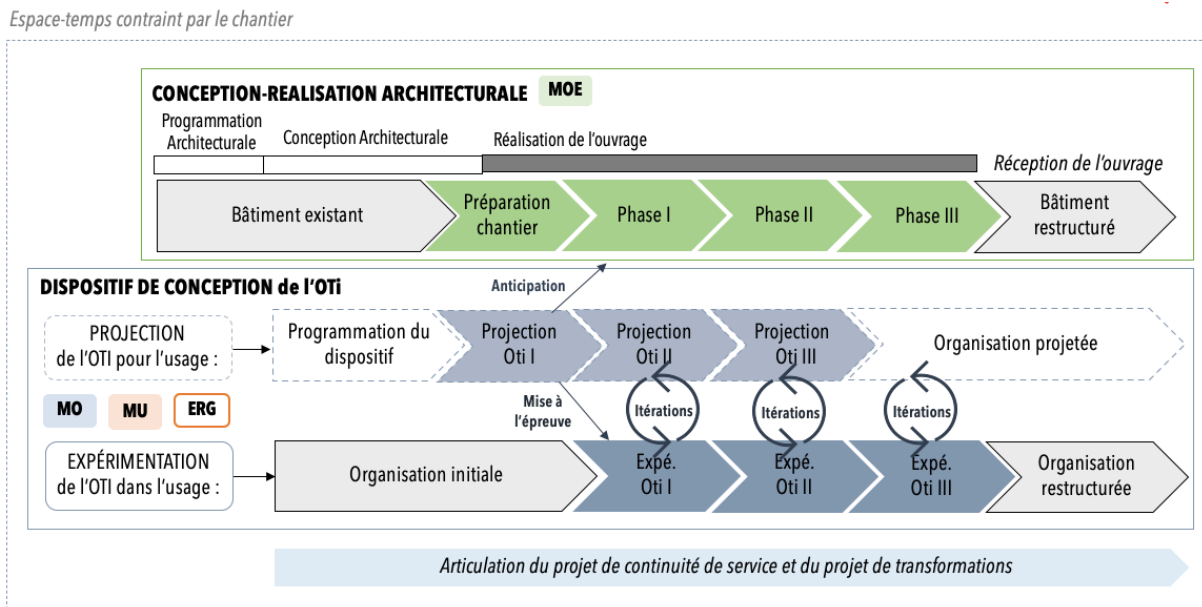 Espace-temps contraint par le chantier
CONCEPTION-REALISATION ARCHITECTURALE
MOE
Programmation
Architecturale
Conception Architecturale
Réalisation de l'ouvrage
Réception de l'ouvrage
Bâtiment existant
Préparation
chantier
Phase I
Phase II
Phase III
Bâtiment
restructuré
DISPOSITIF DE CONCEPTION de l'OTi
Anticipation
PROJECTION
de l'OTI pour l'usage :
Programmation du
dispositif
Projection
Oti I
Projection
Oti II
Projection
Oti III
Organisation projetée
MO
MU
ERG
Mise à
l'épreuve
Itérations
Itérations
Itérations
EXPÉRIMENTATION
de l'OTI dans l'usage :
Organisation initiale
Expé.
Oti I
Expé.
Oti II
Expé.
Oti III
Organisation
restructurée
Articulation du projet de continuité de service et du projet de transformations